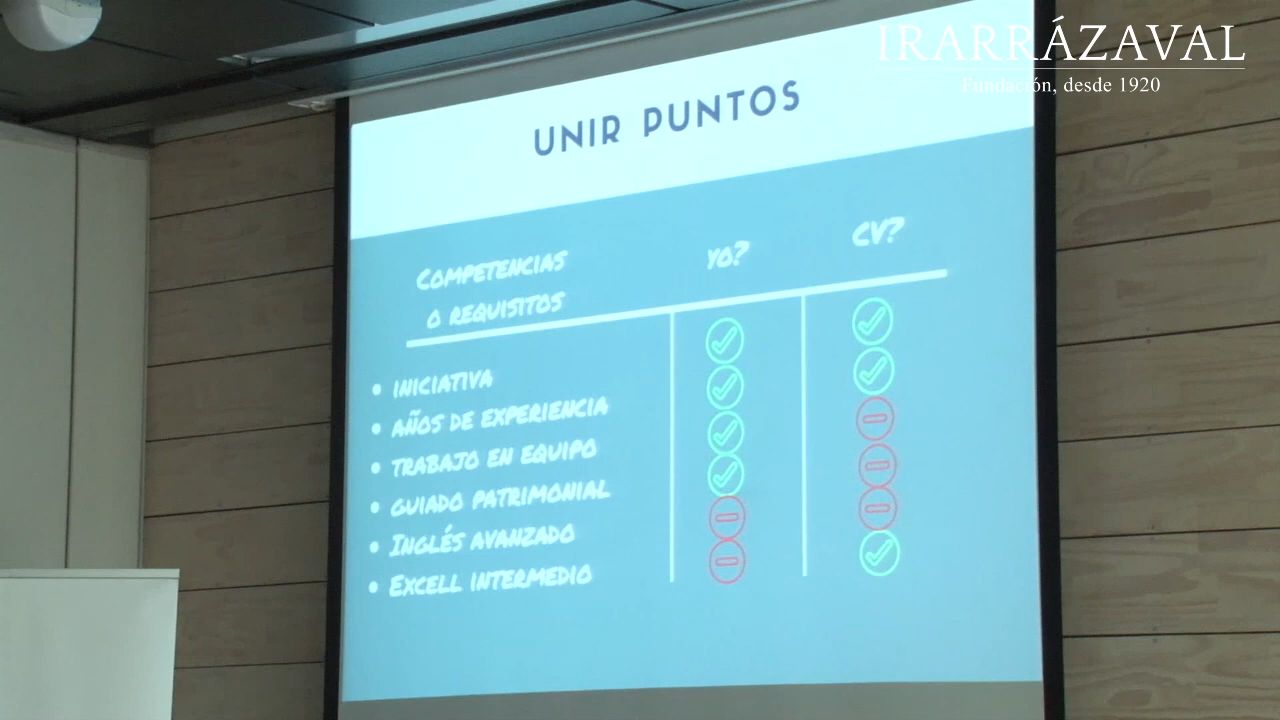 IRARRÁZAVAL
Fundación, desde 1920
UNIR PUNTOS
COMPETENCIAS
O REQUISITOS
YO?
CV?
• INICIATIVA
• AÑOS DE EXPERIENCIA
• TRABAJO EN EQUIPO
• GUIADO PATRIMONIAL
• INGLÉS AVANZADO
• EXCELL INTERMEDIO